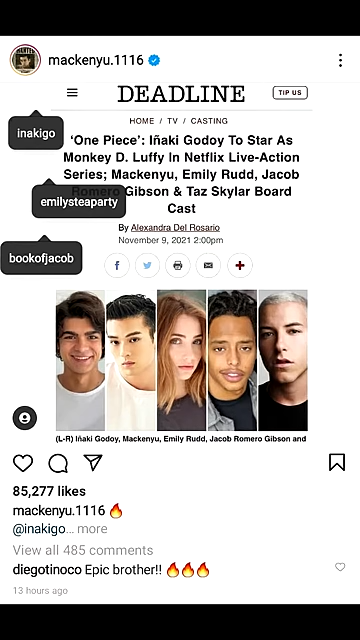 mackenyu.1116
DEADLINE
TIP US
HOME / TV / CASTING
inakigo
'One Piece': Iñaki Godoy To Star As
Monkey D. Luffy In Netflix Live-Action
Series; Mackenyu, Emily Rudd, Jacob
Romero Gibson & Taz Skylar Board
emilysteaparty
Cast
By Alexandra Del Rosario
November 9, 2021 2:00pm
bookofjacob
(L-R) Iñaki Godoy, Mackenyu, Emily Rudd, Jacob Romero Gibson and
85,277 likes
mackenyu.1116 🔥
@inakigo... more
View all 485 comments
diegotinoco Epic brother!! 🔥🔥🔥
13 hours ago